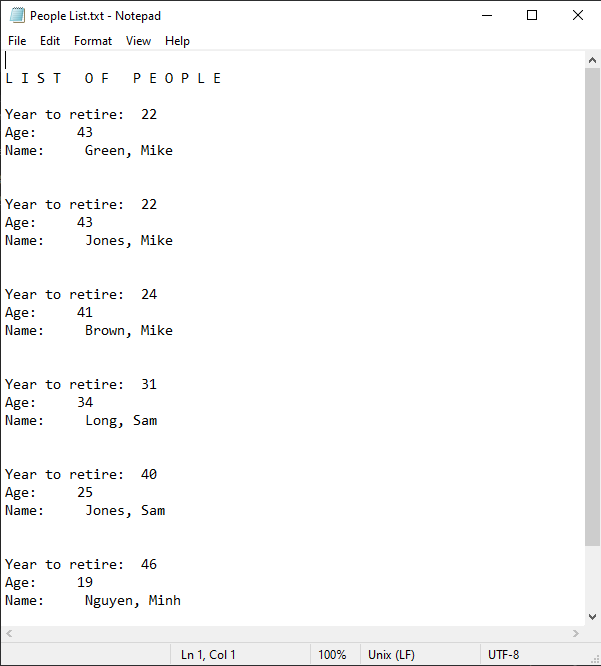 People List.txt - Notepad
File Edit Format View Help
L I S T   O F   P E O P L E
Year to retire:  22
Age:     43
Name:     Green, Mike
Year to retire:  22
Age:     43
Name:     Jones, Mike
Year to retire:  24
Age:     41
Name:     Brown, Mike
Year to retire:  31
Age:     34
Name:     Long, Sam
Year to retire:  40
Age:     25
Name:     Jones, Sam
Year to retire:  46
Age:     19
Name:     Nguyen, Minh
Ln 1, Col 1 100% Unix (LF) UTF-8